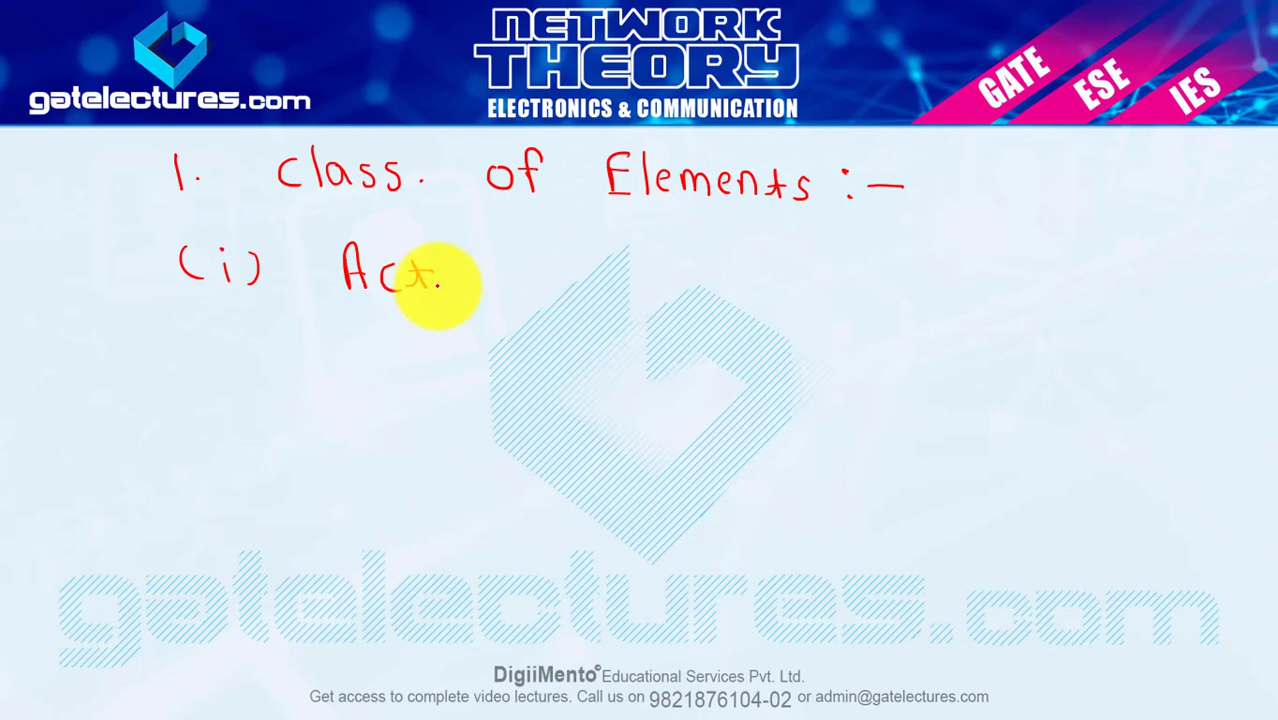 NETWORK
THEORY
ELECTRONICS & COMMUNICATION
gatelectures.com
GATE
ESE
IES
1. Class. of Elements :-
(i) Act.
gatelectures.com
DigiiMento© Educational Services Pvt. Ltd.
Get access to complete video lectures. Call us on 9821876104-02 or admin@gatelectures.com